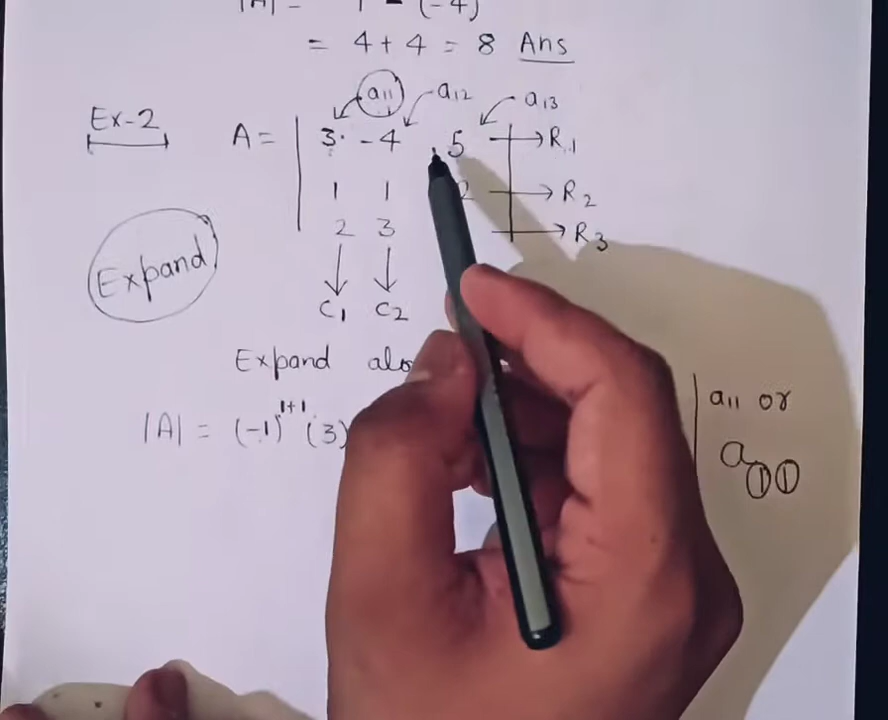 = 4 + 4 = 8 Ans
a11 a12 a13
Ex-2 A = 3 -4 5 → R1
1 1 2 → R2
2 3 → R3
Expand
C1 C2
Expand
|A| = (-1)^1+1 (3)
a11 or
a11